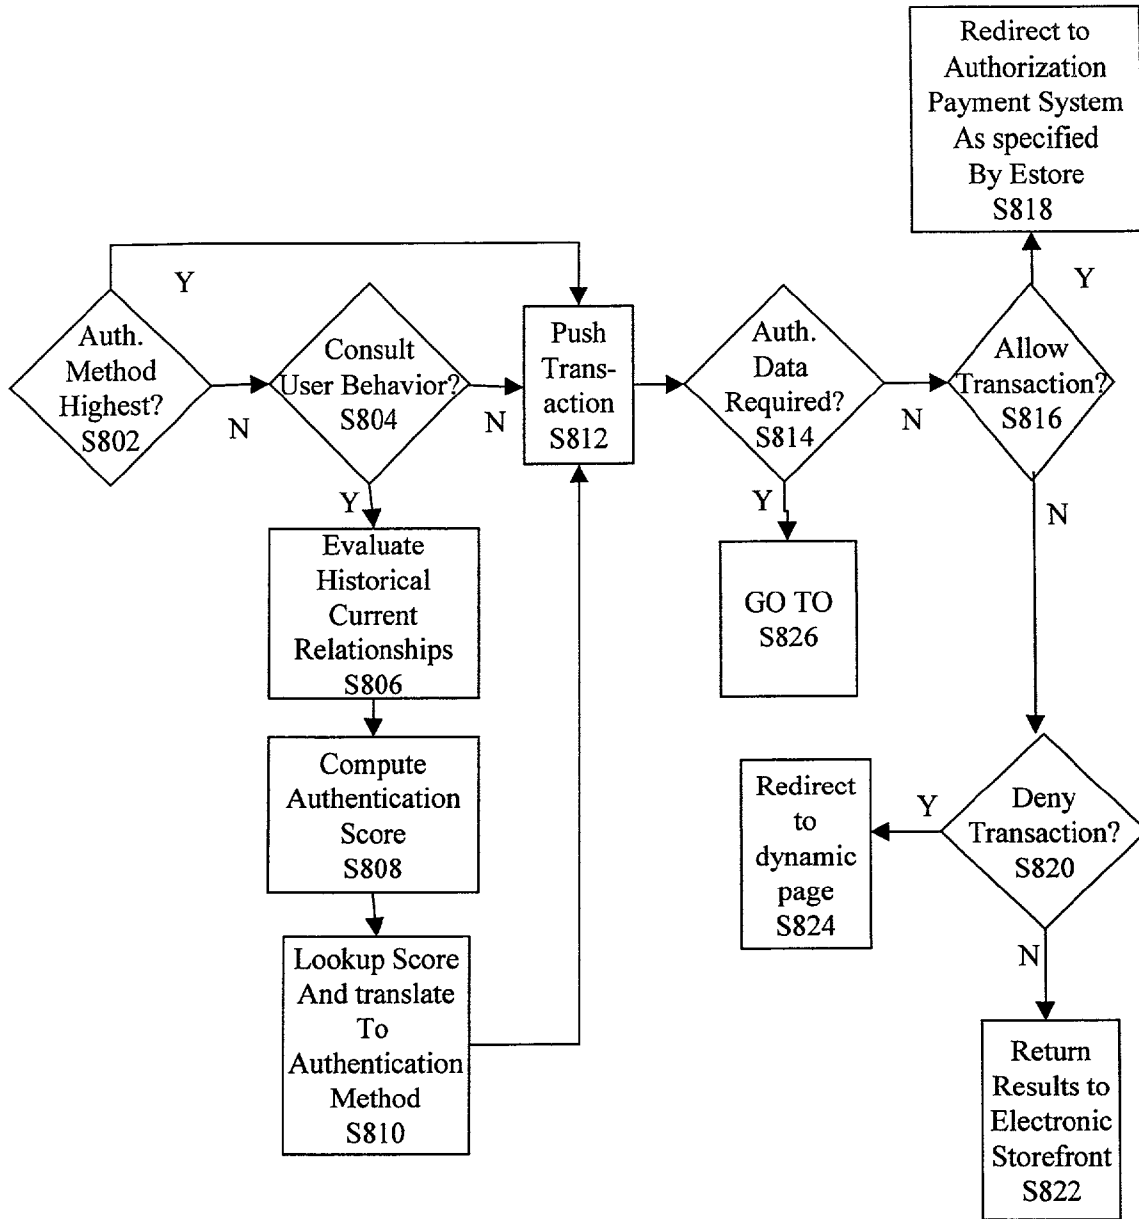 Redirect to
Authorization
Payment System
As specified
By Estore
S818
Y
Y
Auth.
Method
Highest?
S802
N
Consult
User Behavior?
S804
N
Y
Push
Trans-
action
S812
Auth.
Data
Required?
S814
N
Y
Allow
Transaction?
S816
N
Evaluate
Historical
Current
Relationships
S806
GO TO
S826
Compute
Authentication
Score
S808
Redirect
to
dynamic
page
S824
Y
Deny
Transaction?
S820
N
Lookup Score
And translate
To
Authentication
Method
S810
Return
Results to
Electronic
Storefront
S822